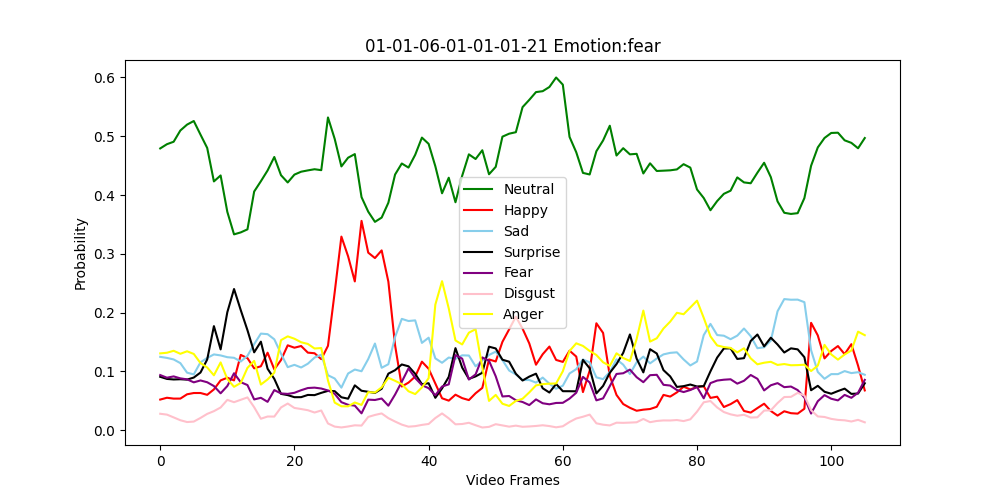 01-01-06-01-01-01-21 Emotion:fear
0.6
0.5
0.4
0.3
0.2
0.1
0.0
Probability
Neutral
Happy
Sad
Surprise
Fear
Disgust
Anger
0 20 40 60 80 100
Video Frames